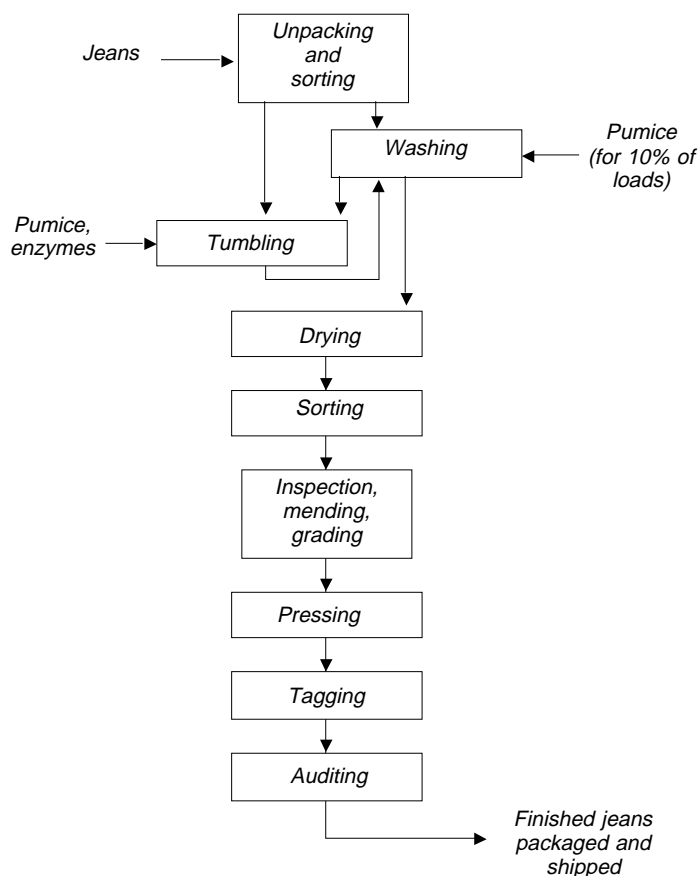 Unpacking
and
sorting
Jeans
Washing
Pumice
(for 10% of
loads)
Pumice,
enzymes
Tumbling
Drying
Sorting
Inspection,
mending,
grading
Pressing
Tagging
Auditing
Finished jeans
packaged and
shipped